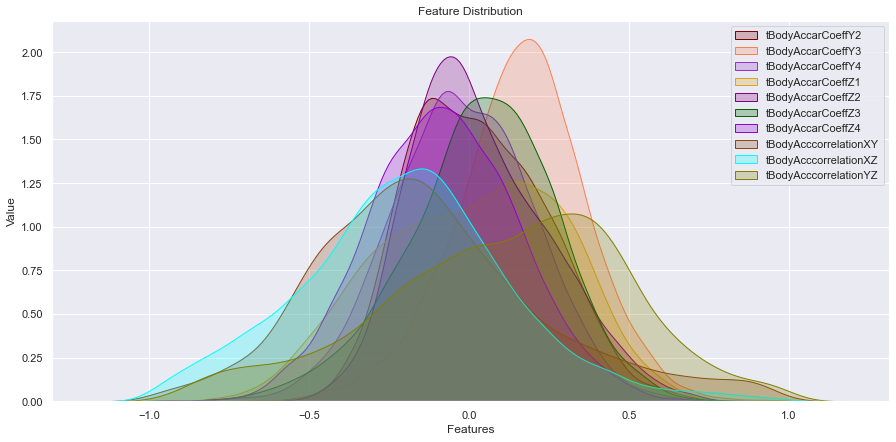 Feature Distribution
2.00
1.75
1.50
1.25
1.00
0.75
0.50
0.25
0.00
Value
−1.0
−0.5
0.0
0.5
1.0
Features
tBodyAccarCoeffY2
tBodyAccarCoeffY3
tBodyAccarCoeffY4
tBodyAccarCoeffZ1
tBodyAccarCoeffZ2
tBodyAccarCoeffZ3
tBodyAccarCoeffZ4
tBodyAcccorrelationXY
tBodyAcccorrelationXZ
tBodyAcccorrelationYZ